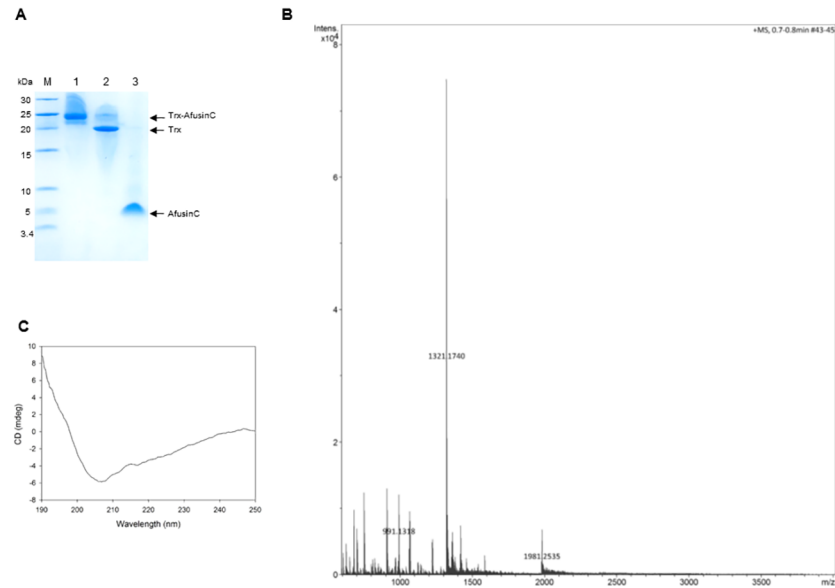 A
kDa M 1 2 3
30
25
20
15
10
5
3.4
Trx-AfusinC
Trx
AfusinC
B
Intens.
x10⁴
+MS, 0.7-0.8min #43-45
8
6
4
2
0
1321.1740
991.1318
1981.2535
1000 1500 2000 2500 3000 3500 m/z
C
CD (mdeg)
10
8
6
4
2
0
-2
-4
-6
-8
190 200 210 220 230 240 250
Wavelength (nm)